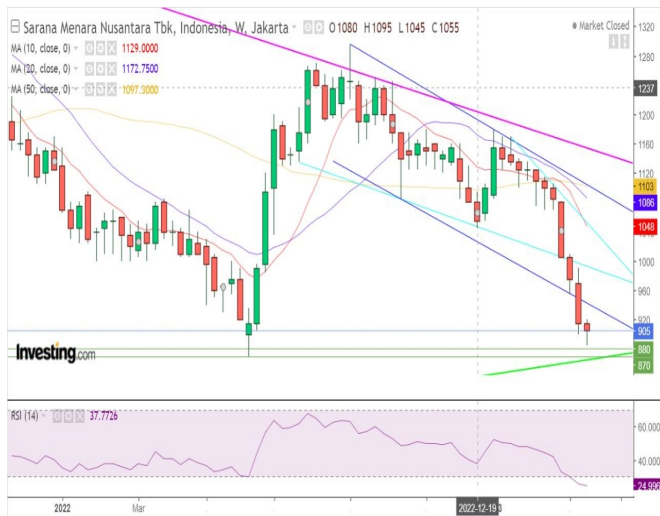 Sarana Menara Nusantara Tbk, Indonesia, W, Jakarta O1080 H1095 L1045 C1055
Market Closed
MA (10, close, 0) 1129.0000
MA (20, close, 0) 1172.7500
MA (50, close, 0) 1097.3000
1320
1280
1237
1200
1160
1120
1103
1086
1048
1000
960
920
905
880
870
Investing.com
RSI (14) 37.7726
60.0000
40.0000
24.996
2022
Mar
2022-12-19